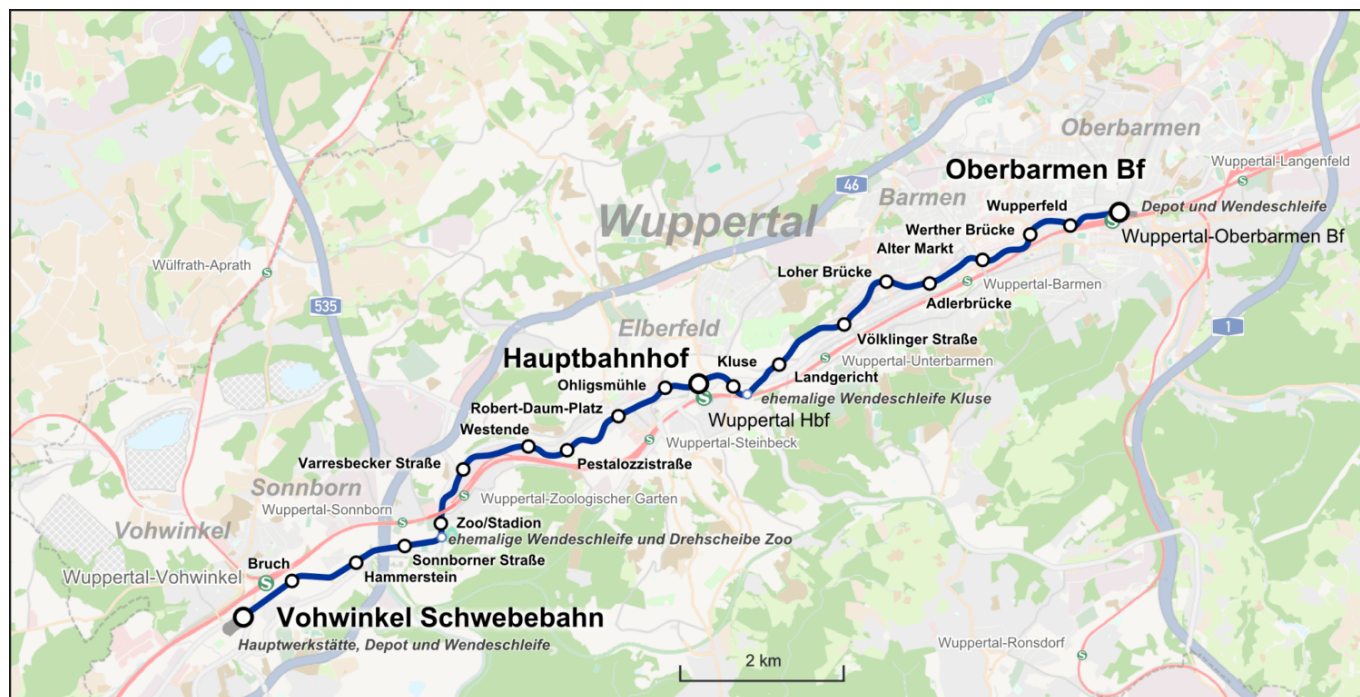 Oberbarmen
Wuppertal-Langenfeld
Oberbarmen Bf
46
Barmen
Wupperfeld
Depot und Wendeschleife
Wuppertal
Werther Brücke
Wuppertal-Oberbarmen Bf
Alter Markt
Wülfrath-Aprath
S
Loher Brücke
Wuppertal-Barmen
Adlerbrücke
535
Elberfeld
1
Völklinger Straße
Hauptbahnhof
Kluse
Wuppertal-Unterbarmen
Ohligsmühle
Landgericht
ehemalige Wendeschleife Kluse
Robert-Daum-Platz
Wuppertal Hbf
Westende
Wuppertal-Steinbeck
Varresbecker Straße
Pestalozzistraße
Sonnborn
Wuppertal-Zoologischer Garten
Wuppertal-Sonnborn
Zoo/Stadion
Vohwinkel
ehemalige Wendeschleife und Drehscheibe Zoo
Bruch
Sonnborner Straße
Wuppertal-Vohwinkel
S
Hammerstein
Vohwinkel Schwebebahn
Hauptwerkstätte, Depot und Wendeschleife
Wuppertal-Ronsdorf
S
2 km